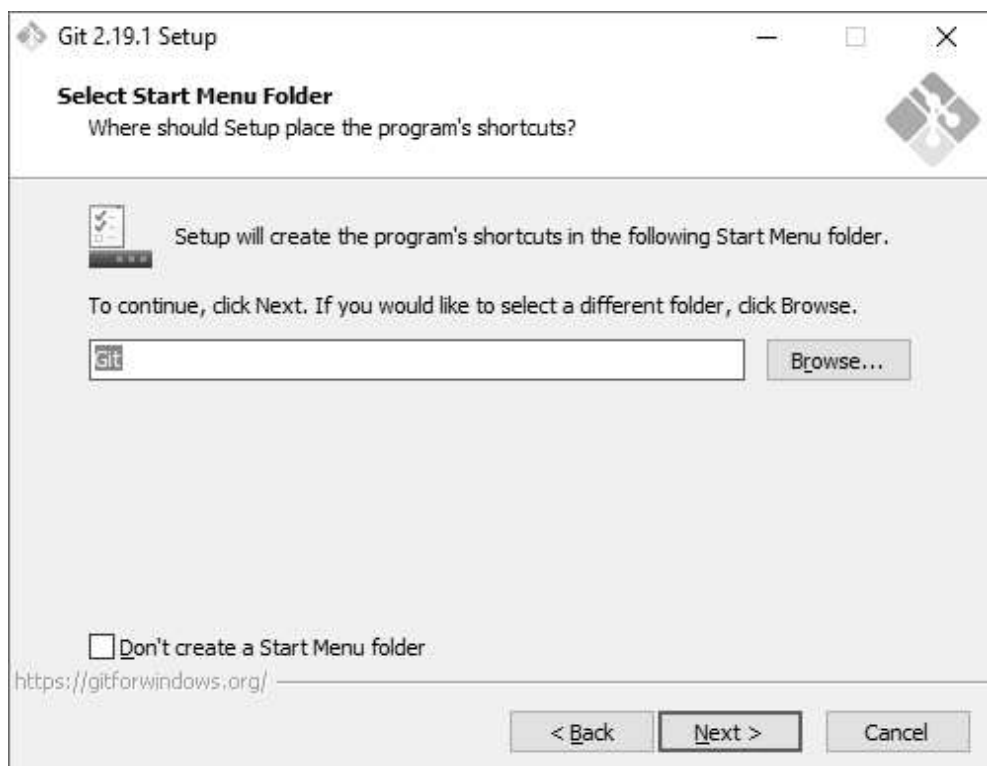 Git 2.19.1 Setup
Select Start Menu Folder
Where should Setup place the program's shortcuts?
Setup will create the program's shortcuts in the following Start Menu folder.
To continue, click Next. If you would like to select a different folder, click Browse.
Git
Browse...
Don't create a Start Menu folder
https://gitforwindows.org/
< Back
Next >
Cancel